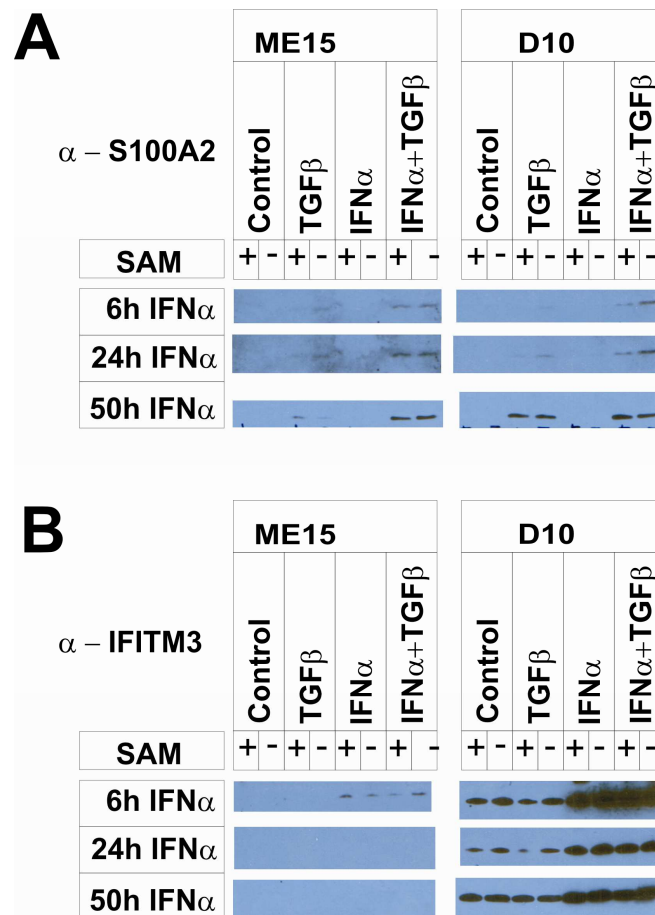 A
ME15 D10
α – S100A2
Control TGFβ IFNα IFNα+TGFβ Control TGFβ IFNα IFNα+TGFβ
SAM + - + - + - + - + - + - + - + -
6h IFNα
24h IFNα
50h IFNα
B
ME15 D10
α – IFITM3
Control TGFβ IFNα IFNα+TGFβ Control TGFβ IFNα IFNα+TGFβ
SAM + - + - + - + - + - + - + - + -
6h IFNα
24h IFNα
50h IFNα